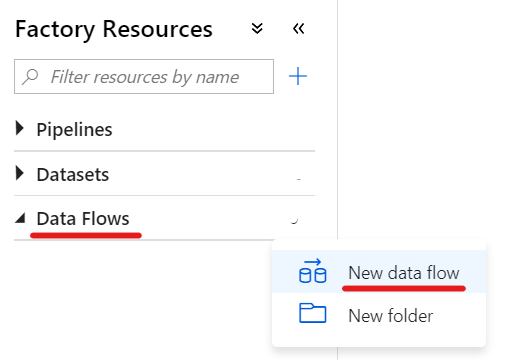 Factory Resources
Filter resources by name
Pipelines
Datasets
Data Flows
New data flow
New folder